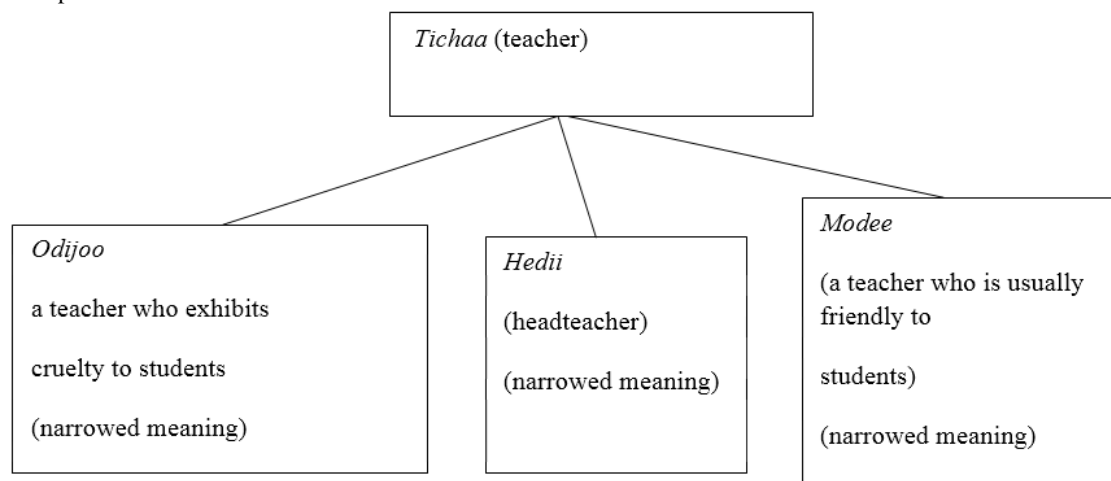 Tichaa (teacher)
Odijoo
a teacher who exhibits
cruelty to students
(narrowed meaning)
Hedii
(headteacher)
(narrowed meaning)
Modee
(a teacher who is usually
friendly to
students)
(narrowed meaning)